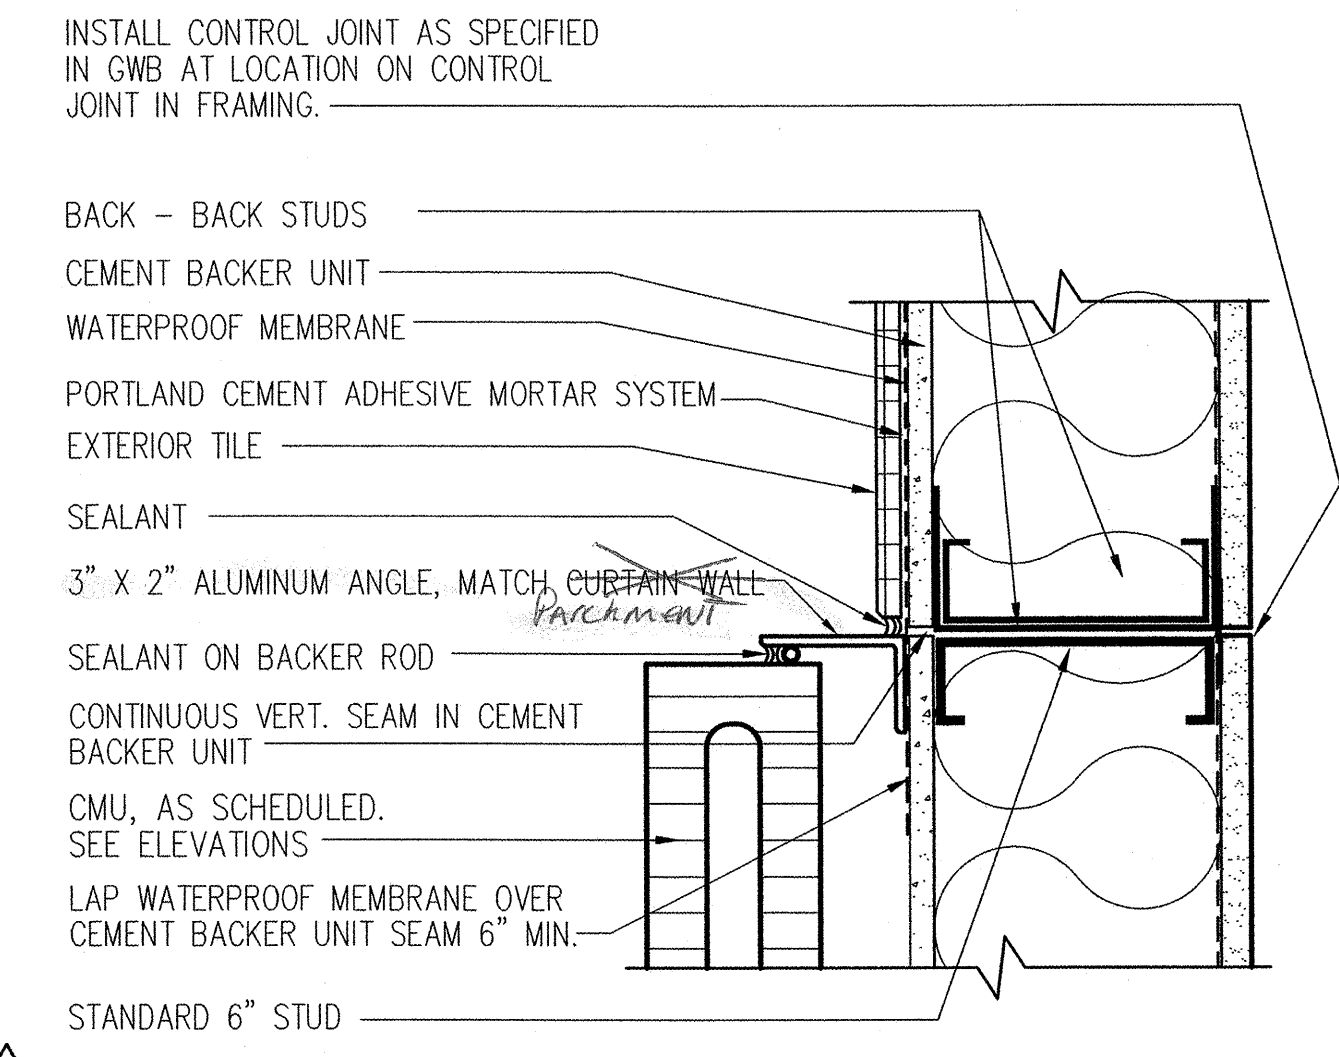 INSTALL CONTROL JOINT AS SPECIFIED
IN GWB AT LOCATION ON CONTROL
JOINT IN FRAMING.
BACK - BACK STUDS
CEMENT BACKER UNIT
WATERPROOF MEMBRANE
PORTLAND CEMENT ADHESIVE MORTAR SYSTEM
EXTERIOR TILE
SEALANT
3" X 2" ALUMINUM ANGLE, MATCH CURTAIN WALL
PARCHMENT
SEALANT ON BACKER ROD
CONTINUOUS VERT. SEAM IN CEMENT
BACKER UNIT
CMU, AS SCHEDULED.
SEE ELEVATIONS
LAP WATERPROOF MEMBRANE OVER
CEMENT BACKER UNIT SEAM 6" MIN.
STANDARD 6" STUD